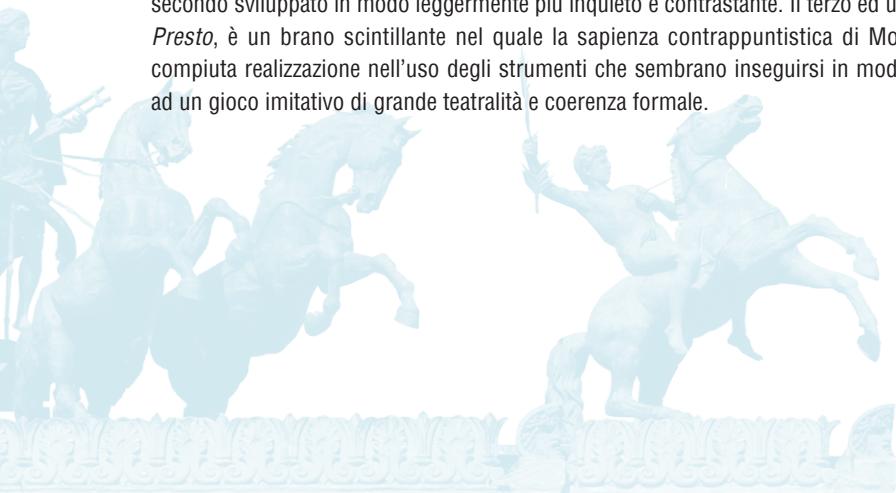 secondo sviluppato in modo leggermente più inquieto e contrastante. Il terzo ed u
Presto, è un brano scintillante nel quale la sapienza contrappuntistica di Mo
compiuta realizzazione nell’uso degli strumenti che sembrano inseguirsi in mod
ad un gioco imitativo di grande teatralità e coerenza formale.